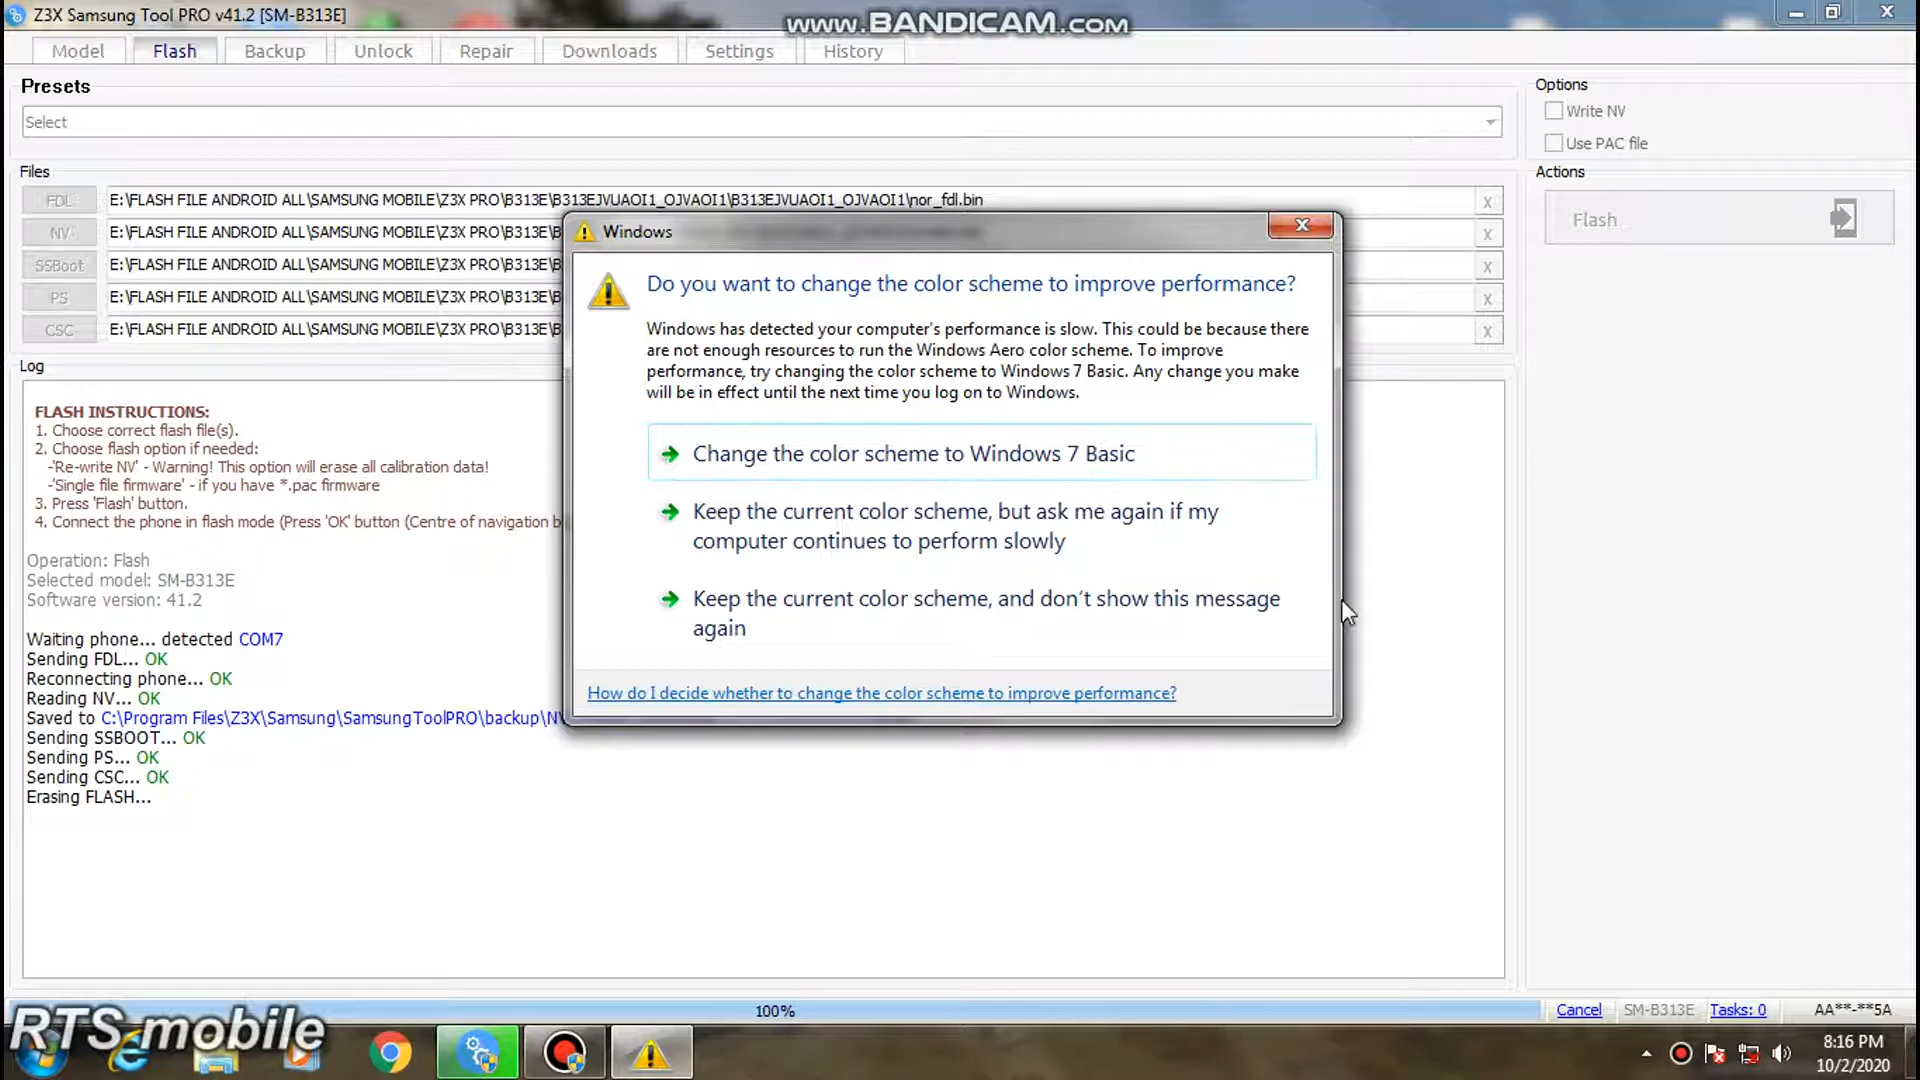 Z3X Samsung Tool PRO v41.2 [SM-B313E]
www.BANDICAM.com
Model Flash Backup Unlock Repair Downloads Settings History
Presets
Select
Options
Write NV
Use PAC file
Files
Actions
FDL E:\FLASH FILE ANDROID ALL\SAMSUNG MOBILE\Z3X PRO\B313E\B313EJVUAOI1_OJVAOI1\B313EJVUAOI1_OJVAOI1\nor_fdl.bin X
Flash
NV E:\FLASH FILE ANDROID ALL\SAMSUNG MOBILE\Z3X PRO\B313E\B X
SSBoot E:\FLASH FILE ANDROID ALL\SAMSUNG MOBILE\Z3X PRO\B313E\B X
PS E:\FLASH FILE ANDROID ALL\SAMSUNG MOBILE\Z3X PRO\B313E\B X
CSC E:\FLASH FILE ANDROID ALL\SAMSUNG MOBILE\Z3X PRO\B313E\B X
Windows
Do you want to change the color scheme to improve performance?
Windows has detected your computer's performance is slow. This could be because there
are not enough resources to run the Windows Aero color scheme. To improve
performance, try changing the color scheme to Windows 7 Basic. Any change you make
will be in effect until the next time you log on to Windows.
Change the color scheme to Windows 7 Basic
Keep the current color scheme, but ask me again if my
computer continues to perform slowly
Keep the current color scheme, and don't show this message
again
How do I decide whether to change the color scheme to improve performance?
Log
FLASH INSTRUCTIONS:
1. Choose correct flash file(s).
2. Choose flash option if needed:
-'Re-write NV' - Warning! This option will erase all calibration data!
-'Single file firmware' - if you have *.pac firmware
3. Press 'Flash' button.
4. Connect the phone in flash mode (Press 'OK' button (Centre of navigation b
Operation: Flash
Selected model: SM-B313E
Software version: 41.2
Waiting phone... detected COM7
Sending FDL... OK
Reconnecting phone... OK
Reading NV... OK
Saved to C:\Program Files\Z3X\Samsung\SamsungToolPRO\backup\N
Sending SSBOOT... OK
Sending PS... OK
Sending CSC... OK
Erasing FLASH...
100%
Cancel SM-B313E Tasks: 0 AA**-**5A
RTS mobile
8:16 PM
10/2/2020